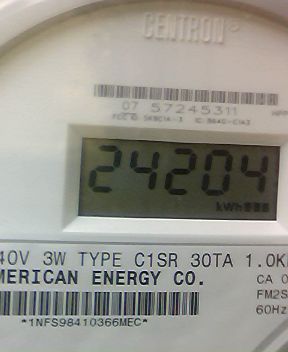 CENTRON®
07 57245311
24204
kWh
40V 3W TYPE C1SR 30TA 1.0K
MERICAN ENERGY CO.
CA 0
FM2S
60Hz
*1NFS98410366MEC*